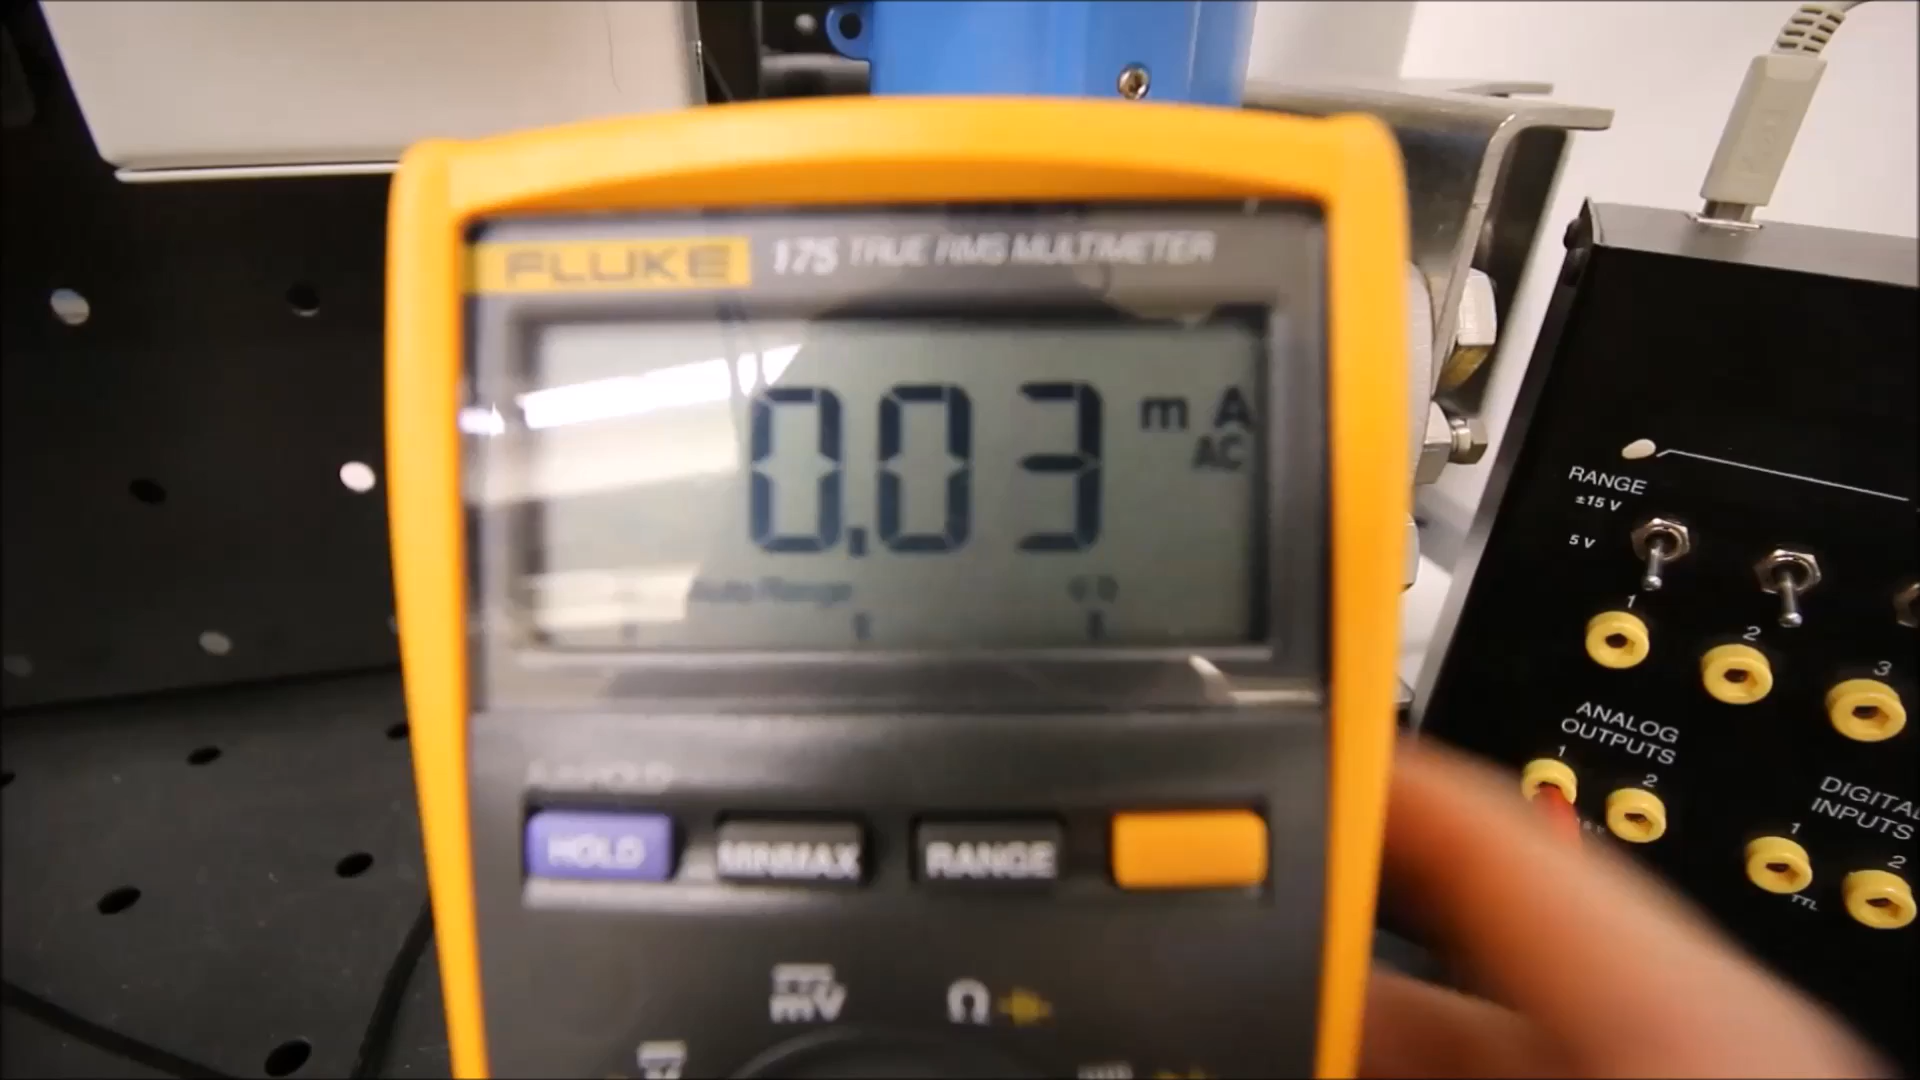 FLUKE 175 TRUE RMS MULTIMETER
0.03 mA
AC
Auto Range
HOLD MINMAX RANGE
mV Ω
RANGE
±15 V
5 V
1 2 3
ANALOG
OUTPUTS
1 2
DIGITAL
INPUTS
1 2
TTL